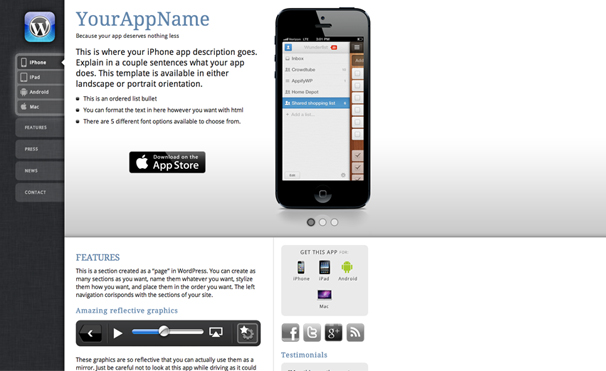 YourAppName
Because your app deserves nothing less
This is where your iPhone app description goes.
Explain in a couple sentences what your app
does. This template is available in either
landscape or portrait orientation.
This is an ordered list bullet
You can format the text in here however you want with html
There are 5 different font options available to choose from.
Download on the
App Store
iPhone
iPad
Android
Mac
FEATURES
PRESS
NEWS
CONTACT
3:01 PM
Inbox
Crowdtube
AppifyWP
Home Depot
Shared shopping list
Add a list...
Add
FEATURES
This is a section created as a "page" in WordPress. You can create as
many sections as you want, name them whatever you want, stylize
them how you want, and place them in the order you want. The left
navigation corisponds with the sections of your site.
Amazing reflective graphics
These graphics are so reflective that you can actually use them as a
mirror. Just be careful not to look at this app while driving as it could
GET THIS APP FOR
iPhone
iPad
Android
Mac
Testimonials